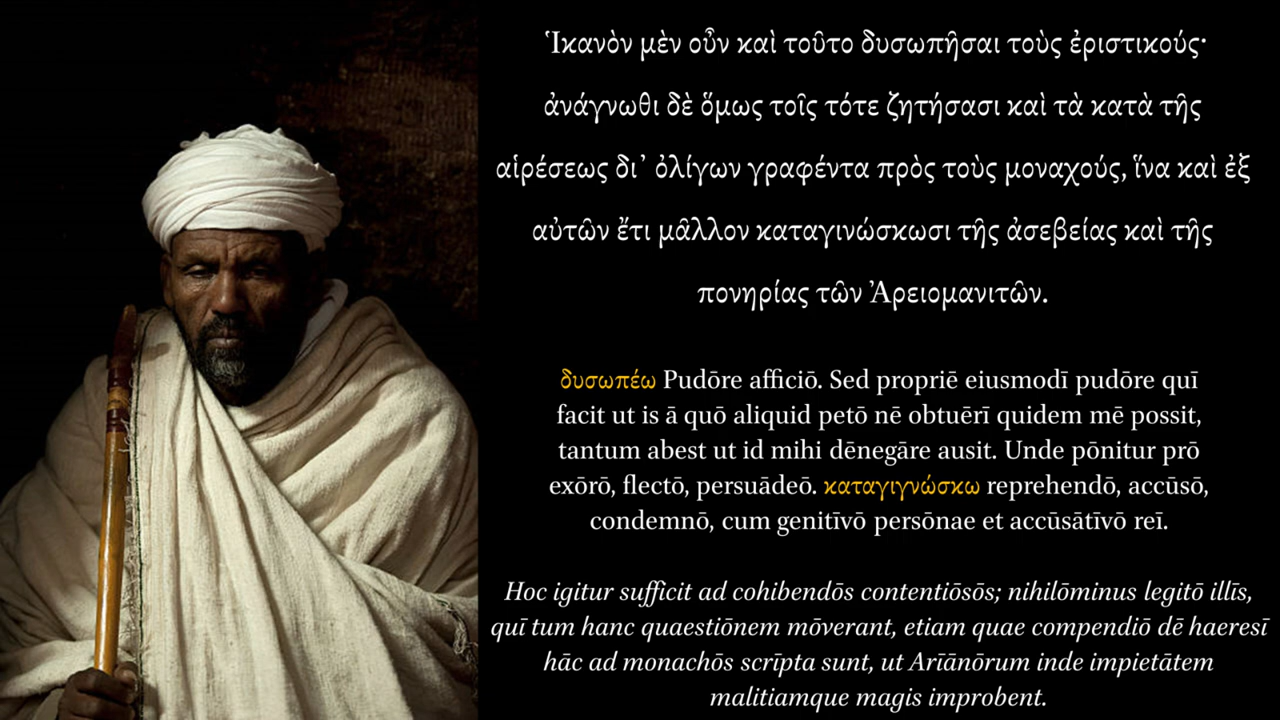 Ἱκανὸν μὲν οὖν καὶ τοῦτο δυσωπῆσαι τοὺς ἐριστικούς·
ἀνάγνωθι δὲ ὅμως τοῖς τότε ζητήσασι καὶ τὰ κατὰ τῆς
αἱρέσεως δι’ ὀλίγων γραφέντα πρὸς τοὺς μοναχούς, ἵνα καὶ ἐξ
αὐτῶν ἔτι μᾶλλον καταγινώσκωσι τῆς ἀσεβείας καὶ τῆς
πονηρίας τῶν Ἀρειομανιτῶν.
δυσωπέω Pudōre afficiō. Sed propriē eiusmodī pudōre quī
facit ut is ā quō aliquid petō nē obtuērī quidem mē possit,
tantum abest ut id mihi dēnegāre ausit. Unde pōnitur prō
exōrō, flectō, persuādeō. καταγιγνώσκω reprehendō, accūsō,
condemnō, cum genitīvō persōnae et accūsātīvō reī.
Hoc igitur sufficit ad cohibendōs contentiōsōs; nihilōminus legitō illīs,
quī tum hanc quaestiōnem mōverant, etiam quae compendiō dē haeresī
hāc ad monachōs scrīpta sunt, ut Arīānōrum inde impietātem
malitiamque magis improbent.